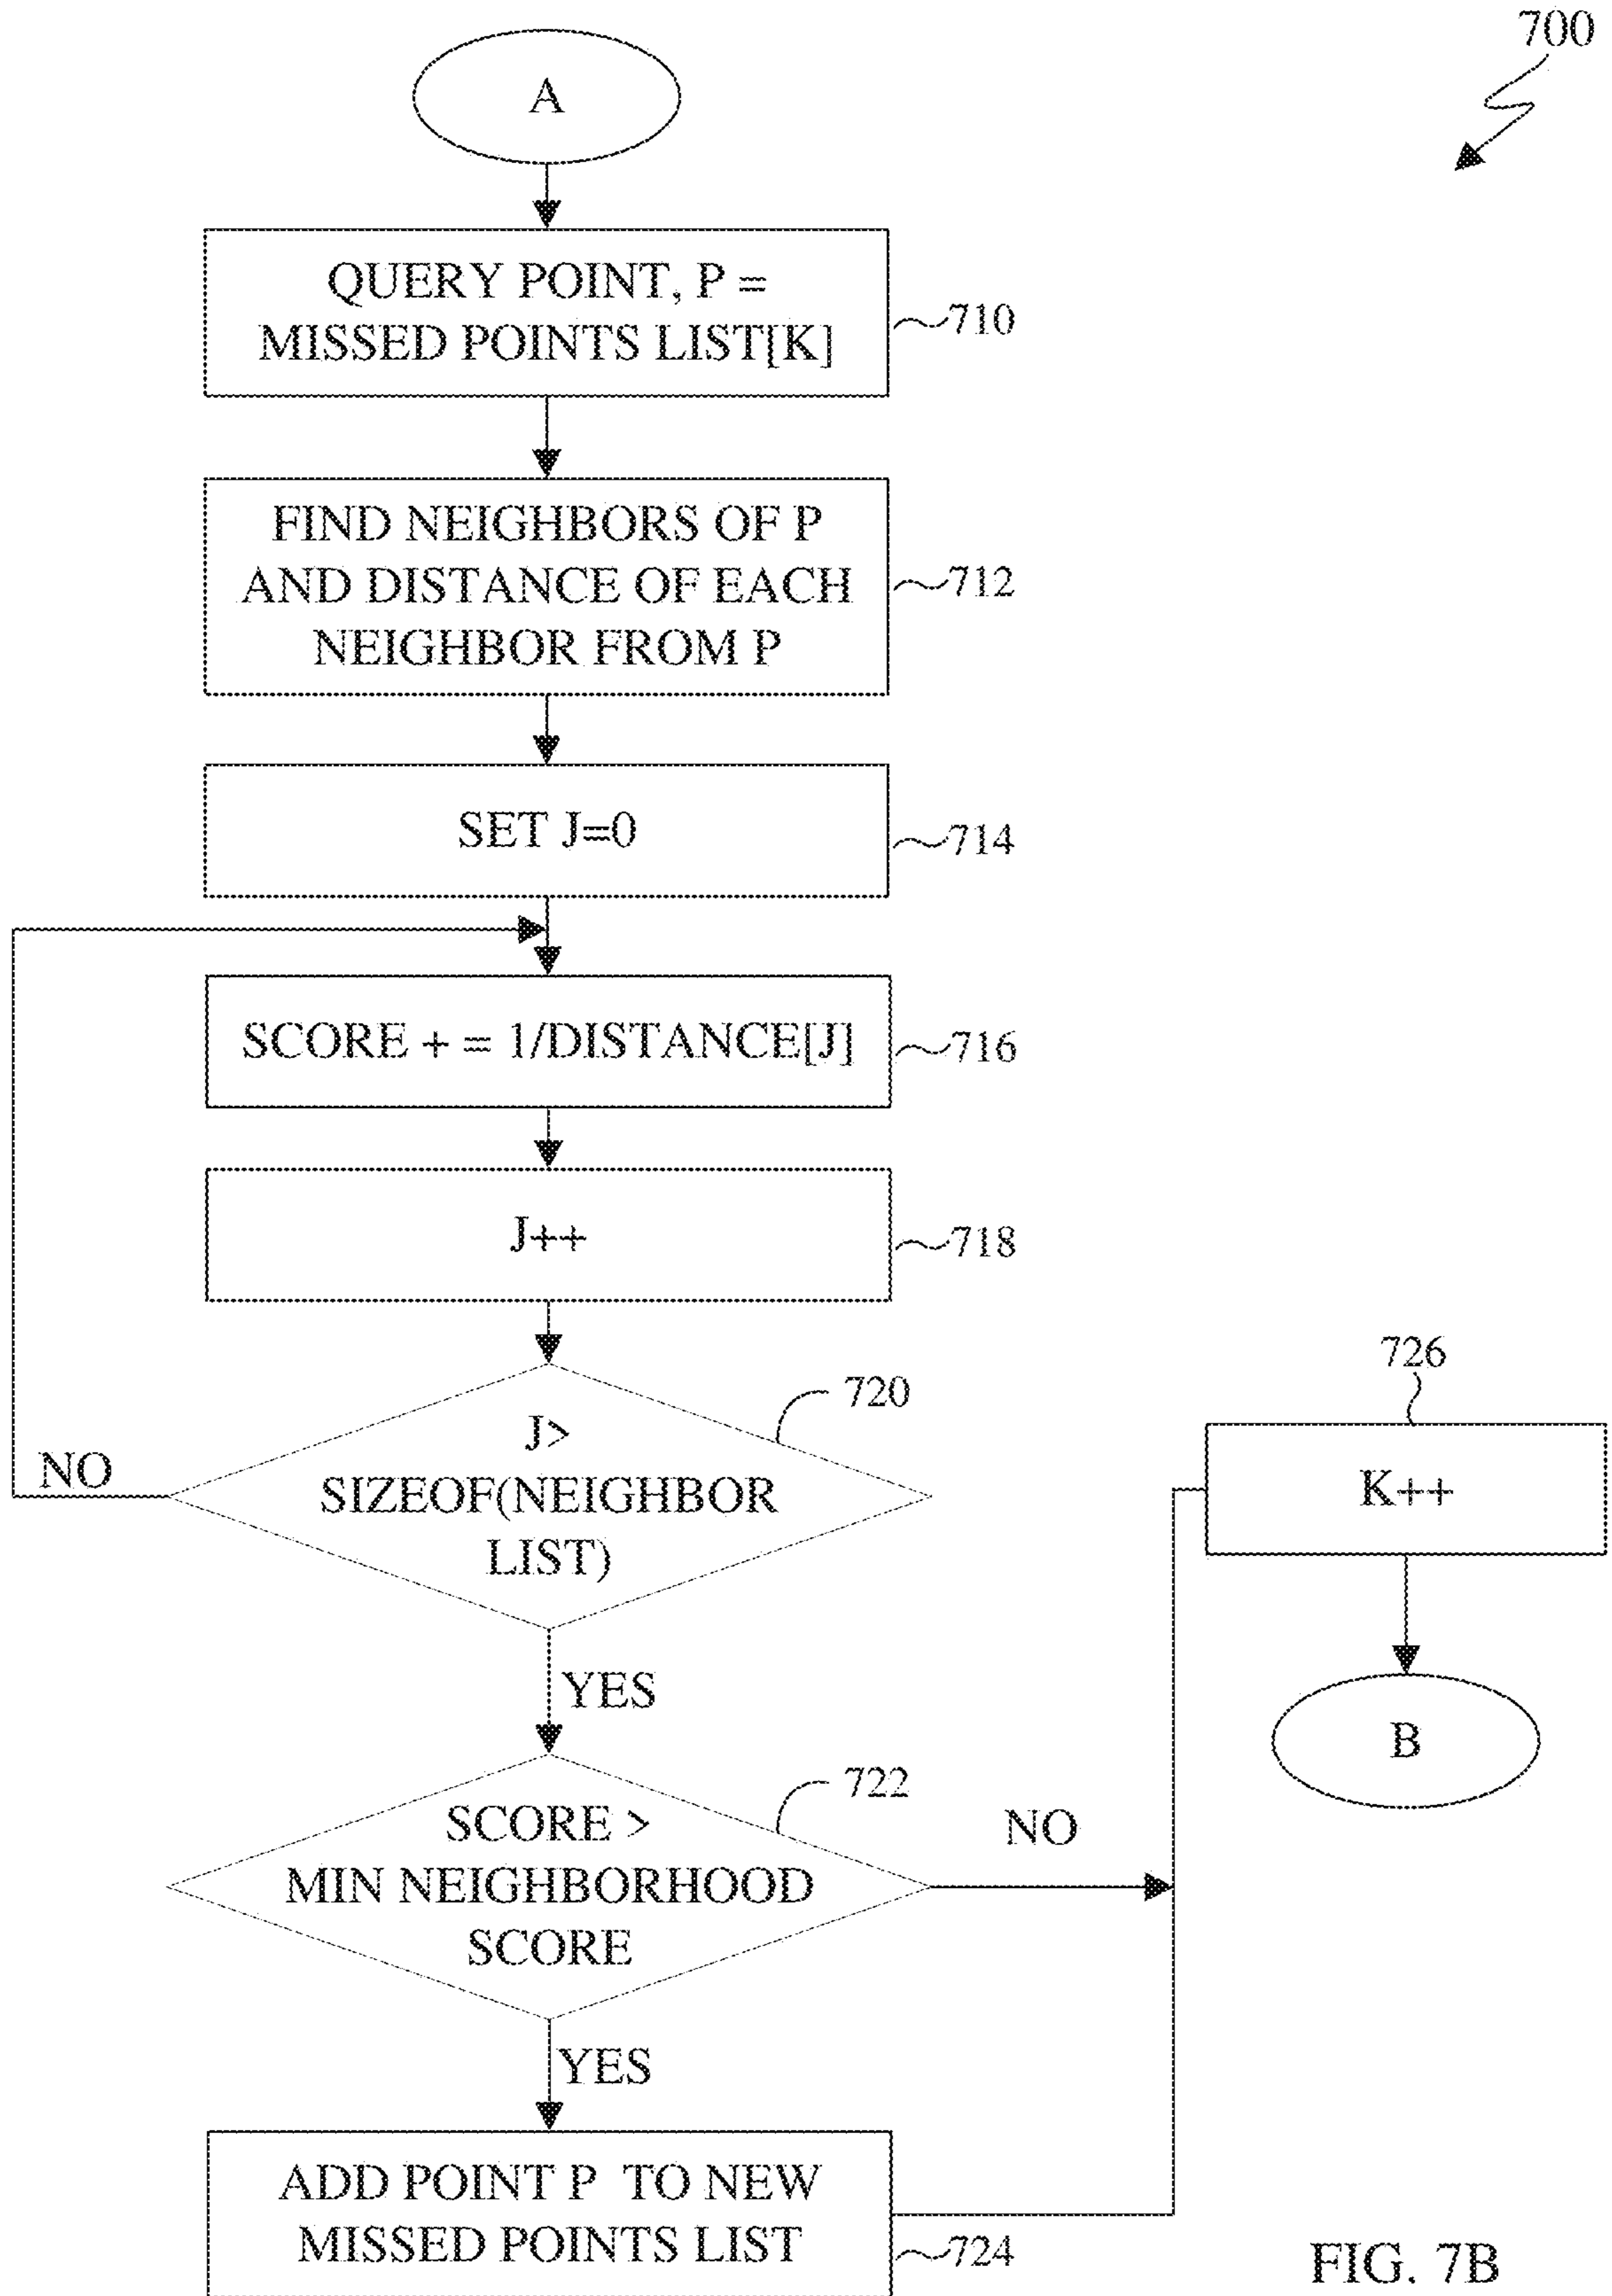 700
A
QUERY POINT, P =
MISSED POINTS LIST[K]
710
FIND NEIGHBORS OF P
AND DISTANCE OF EACH
NEIGHBOR FROM P
712
SET J=0
714
SCORE + = 1/DISTANCE[J]
716
J++
718
J>
SIZEOF(NEIGHBOR
LIST)
720
NO
YES
SCORE >
MIN NEIGHBORHOOD
SCORE
722
NO
YES
ADD POINT P TO NEW
MISSED POINTS LIST
724
726
K++
B
FIG. 7B